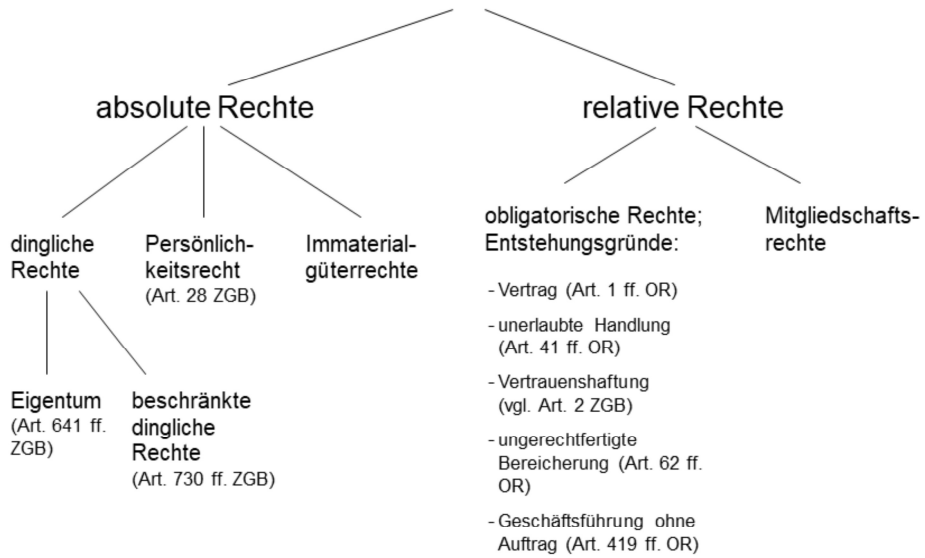 absolute Rechte
relative Rechte
dingliche
Rechte
Persönlich-
keitsrecht
(Art. 28 ZGB)
Immaterial-
güterrechte
obligatorische Rechte;
Entstehungsgründe:
Mitgliedschafts-
rechte
- Vertrag (Art. 1 ff. OR)
- unerlaubte Handlung
(Art. 41 ff. OR)
- Vertrauenshaftung
(vgl. Art. 2 ZGB)
- ungerechtfertigte
Bereicherung (Art. 62 ff.
OR)
- Geschäftsführung ohne
Auftrag (Art. 419 ff. OR)
Eigentum
(Art. 641 ff.
ZGB)
beschränkte
dingliche
Rechte
(Art. 730 ff. ZGB)